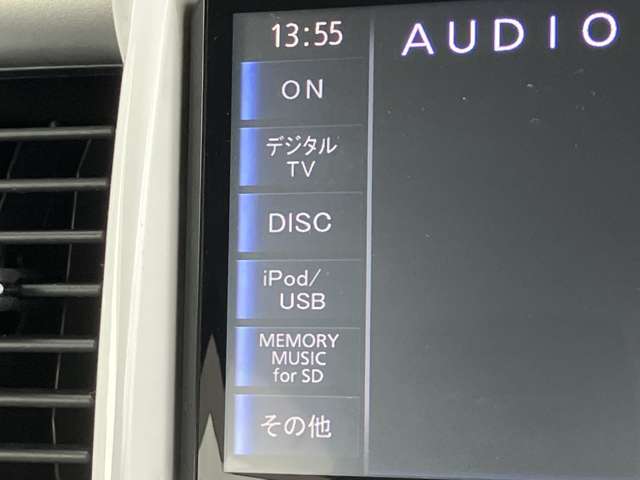 13:55
AUDIO
ON
デジタル
TV
DISC
iPod/
USB
MEMORY
MUSIC
for SD
その他